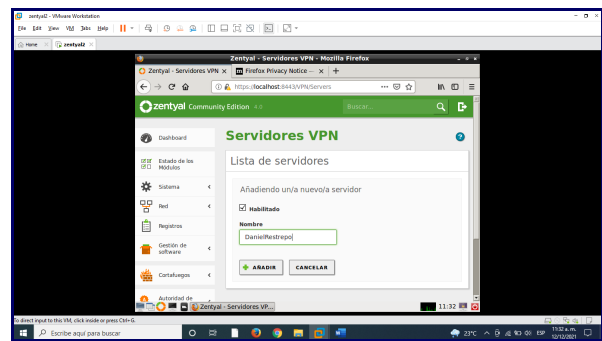 zentyal2 - VMware Workstation
File Edit View VM Tabs Help
Home zentyal2
Zentyal - Servidores VPN - Mozilla Firefox
Zentyal - Servidores VPN Firefox Privacy Notice —
https://localhost:8443/VPN/Servers
zentyal Community Edition
Buscar...
Dashboard
Estado de los Módulos
Sistema
Red
Registros
Gestión de software
Cortafuegos
Autoridad de
Servidores VPN
Lista de servidores
Añadiendo un/a nuevo/a servidor
Habilitado
Nombre
DanielRestrepo
AÑADIR CANCELAR
Zentyal - Servidores VP...
11:32
To direct input to this VM, click inside or press Ctrl+G.
Escribe aquí para buscar
23°C
ESP
11:32 a. m.
12/12/2021